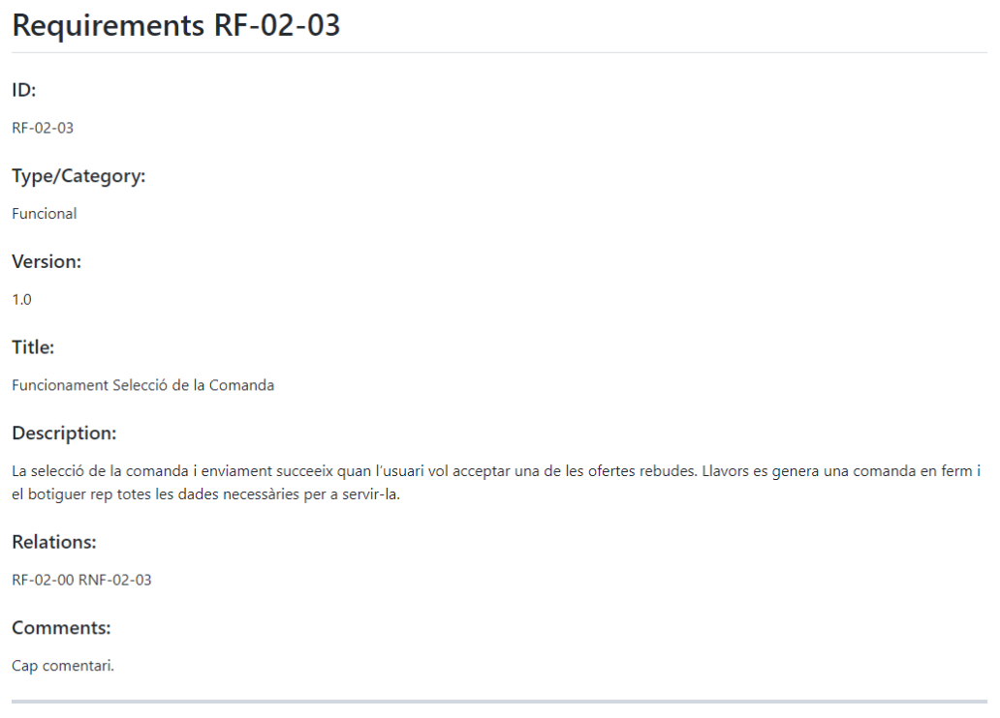 Requirements RF-02-03
ID:
RF-02-03
Type/Category:
Funcional
Version:
1.0
Title:
Funcionament Selecció de la Comanda
Description:
La selecció de la comanda i enviament succeeix quan l'usuari vol acceptar una de les ofertes rebudes. Llavors es genera una comanda en ferm i
el botiguer rep totes les dades necessàries per a servir-la.
Relations:
RF-02-00 RNF-02-03
Comments:
Cap comentari.